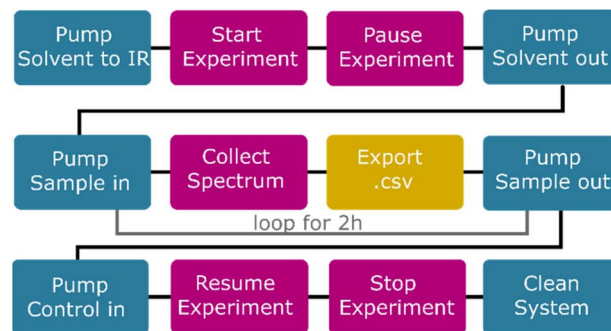 Pump
Solvent to IR
Start
Experiment
Pause
Experiment
Pump
Solvent out
Pump
Sample in
Collect
Spectrum
Export
.csv
Pump
Sample out
loop for 2h
Pump
Control in
Resume
Experiment
Stop
Experiment
Clean
System